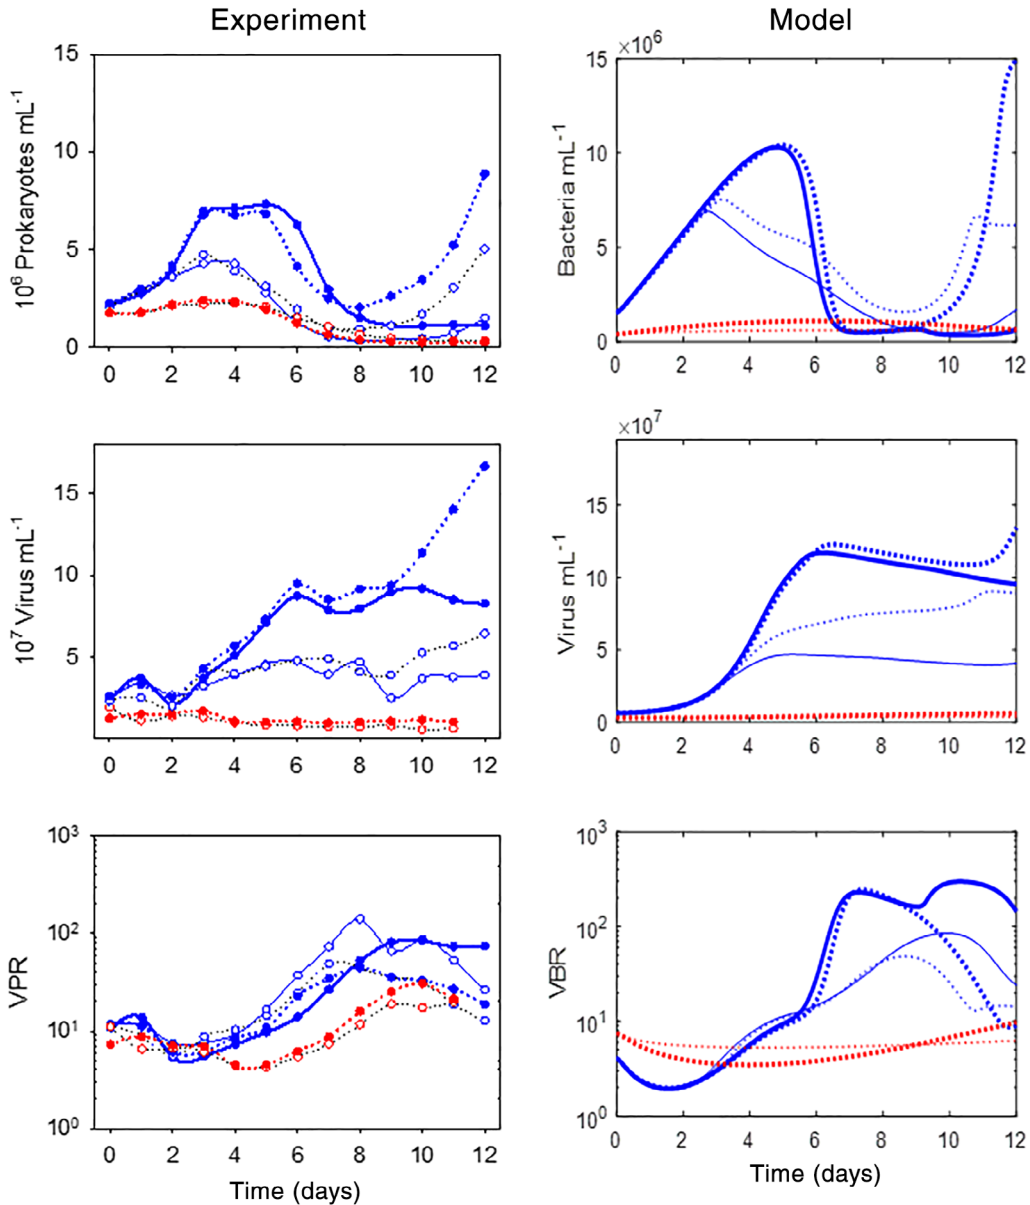 Experiment
Model
15
10
5
0
10⁶ Prokaryotes mL⁻¹
0 2 4 6 8 10 12
×10⁶
15
10
5
0
Bacteria mL⁻¹
0 2 4 6 8 10 12
15
10
5
10⁷ Virus mL⁻¹
0 2 4 6 8 10 12
×10⁷
15
10
5
0
Virus mL⁻¹
0 2 4 6 8 10 12
10³
10²
10¹
10⁰
VPR
0 2 4 6 8 10 12
Time (days)
10³
10²
10¹
10⁰
VBR
0 2 4 6 8 10 12
Time (days)